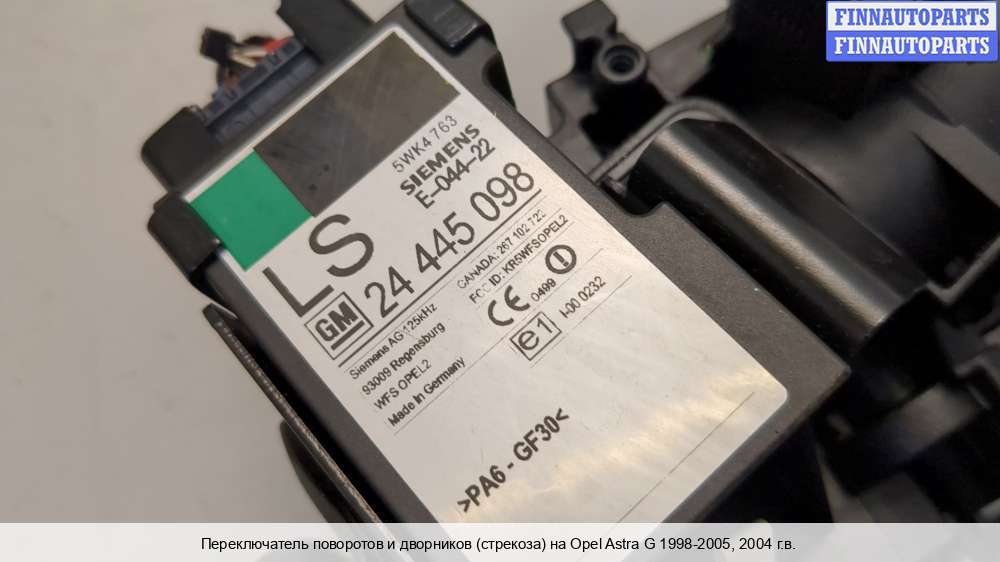 FINNAUTOPARTS
FINNAUTOPARTS
5WK4 763
SIEMENS
E-044-22
LS
GM 24 445 098
Siemens AG 125kHz
93009 Regensburg
WFS OPEL2
Made in Germany
CANADA: 267 102 722
FCC ID: KR5WFSOPEL2
CE 0499
e1 I-00 0232
>PA6 - GF30<
Переключатель поворотов и дворников (стрекоза) на Opel Astra G 1998-2005, 2004 г.в.